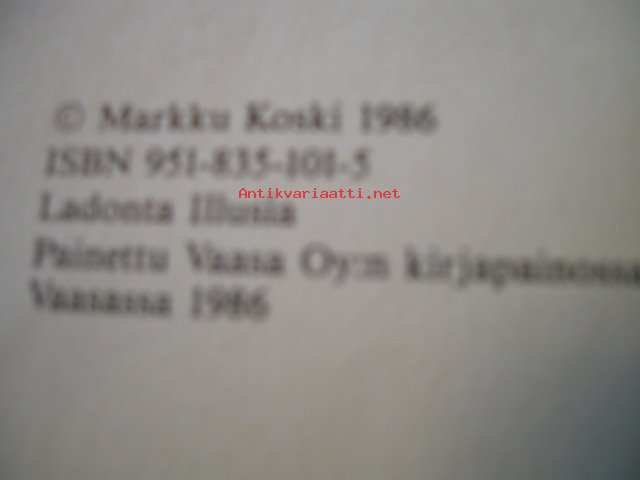 © Markku Koski 1986
ISBN 951-835-101-5
Antikvariaatti.net
Ladonta Illusia
Painettu Vaasa Oy:n kirjapainossa
Vaasassa 1986